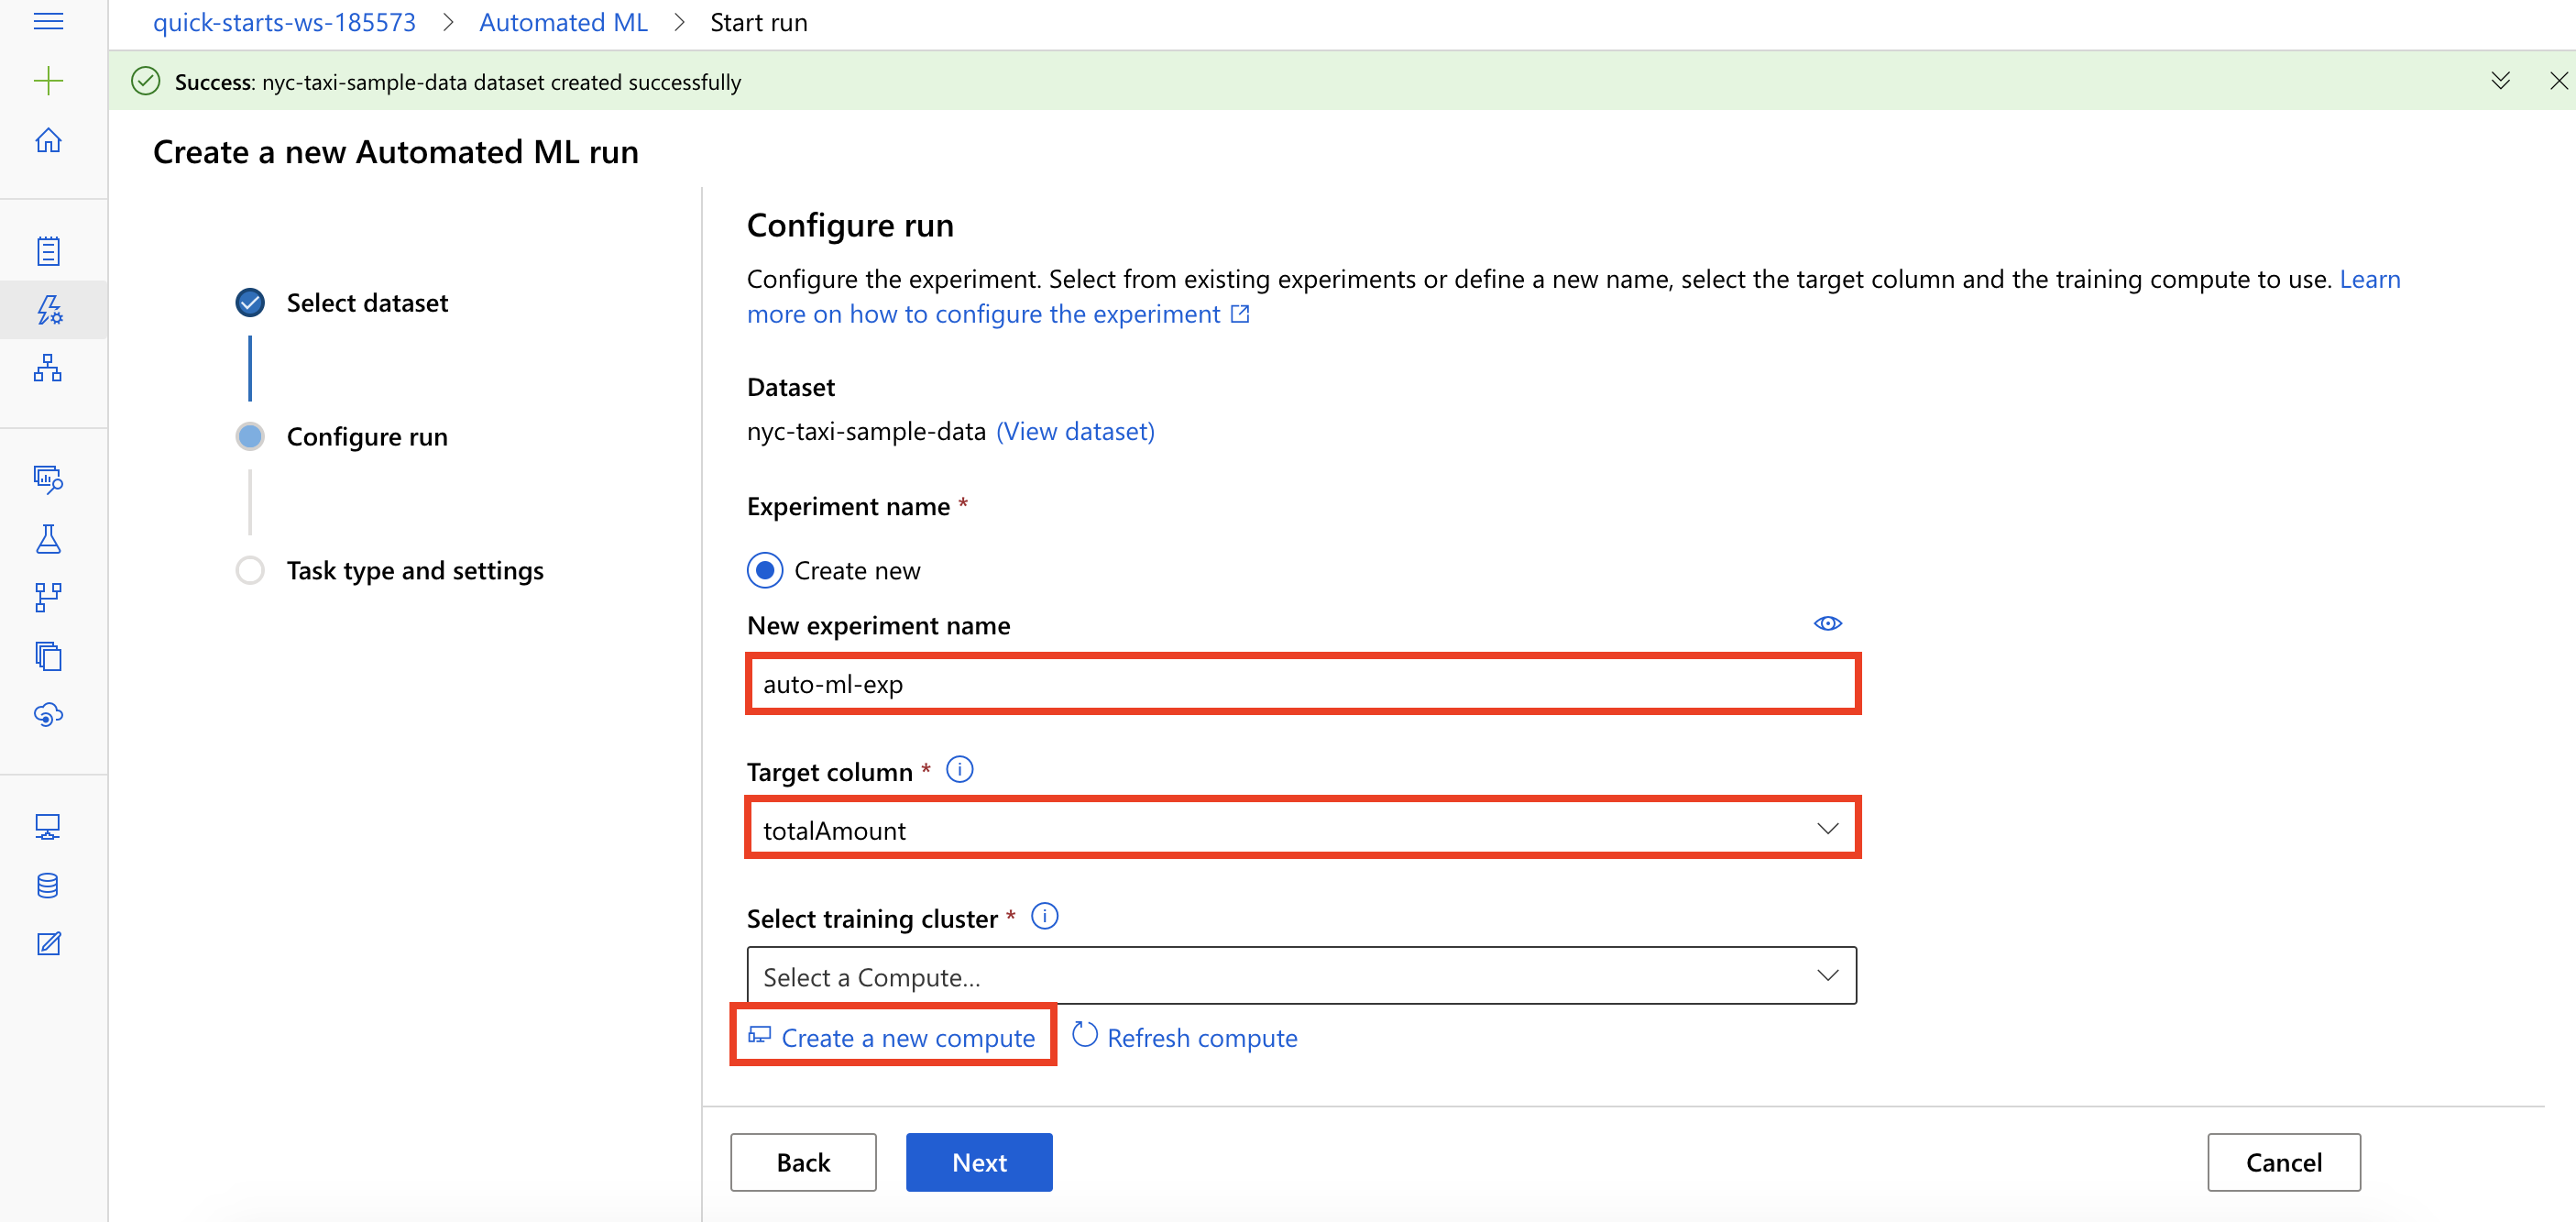 quick-starts-ws-185573 > Automated ML > Start run
Success: nyc-taxi-sample-data dataset created successfully
Create a new Automated ML run
Select dataset
Configure run
Task type and settings
Configure run
Configure the experiment. Select from existing experiments or define a new name, select the target column and the training compute to use. Learn
more on how to configure the experiment
Dataset
nyc-taxi-sample-data (View dataset)
Experiment name *
Create new
New experiment name
auto-ml-exp
Target column *
totalAmount
Select training cluster *
Select a Compute...
Create a new compute Refresh compute
Back Next Cancel